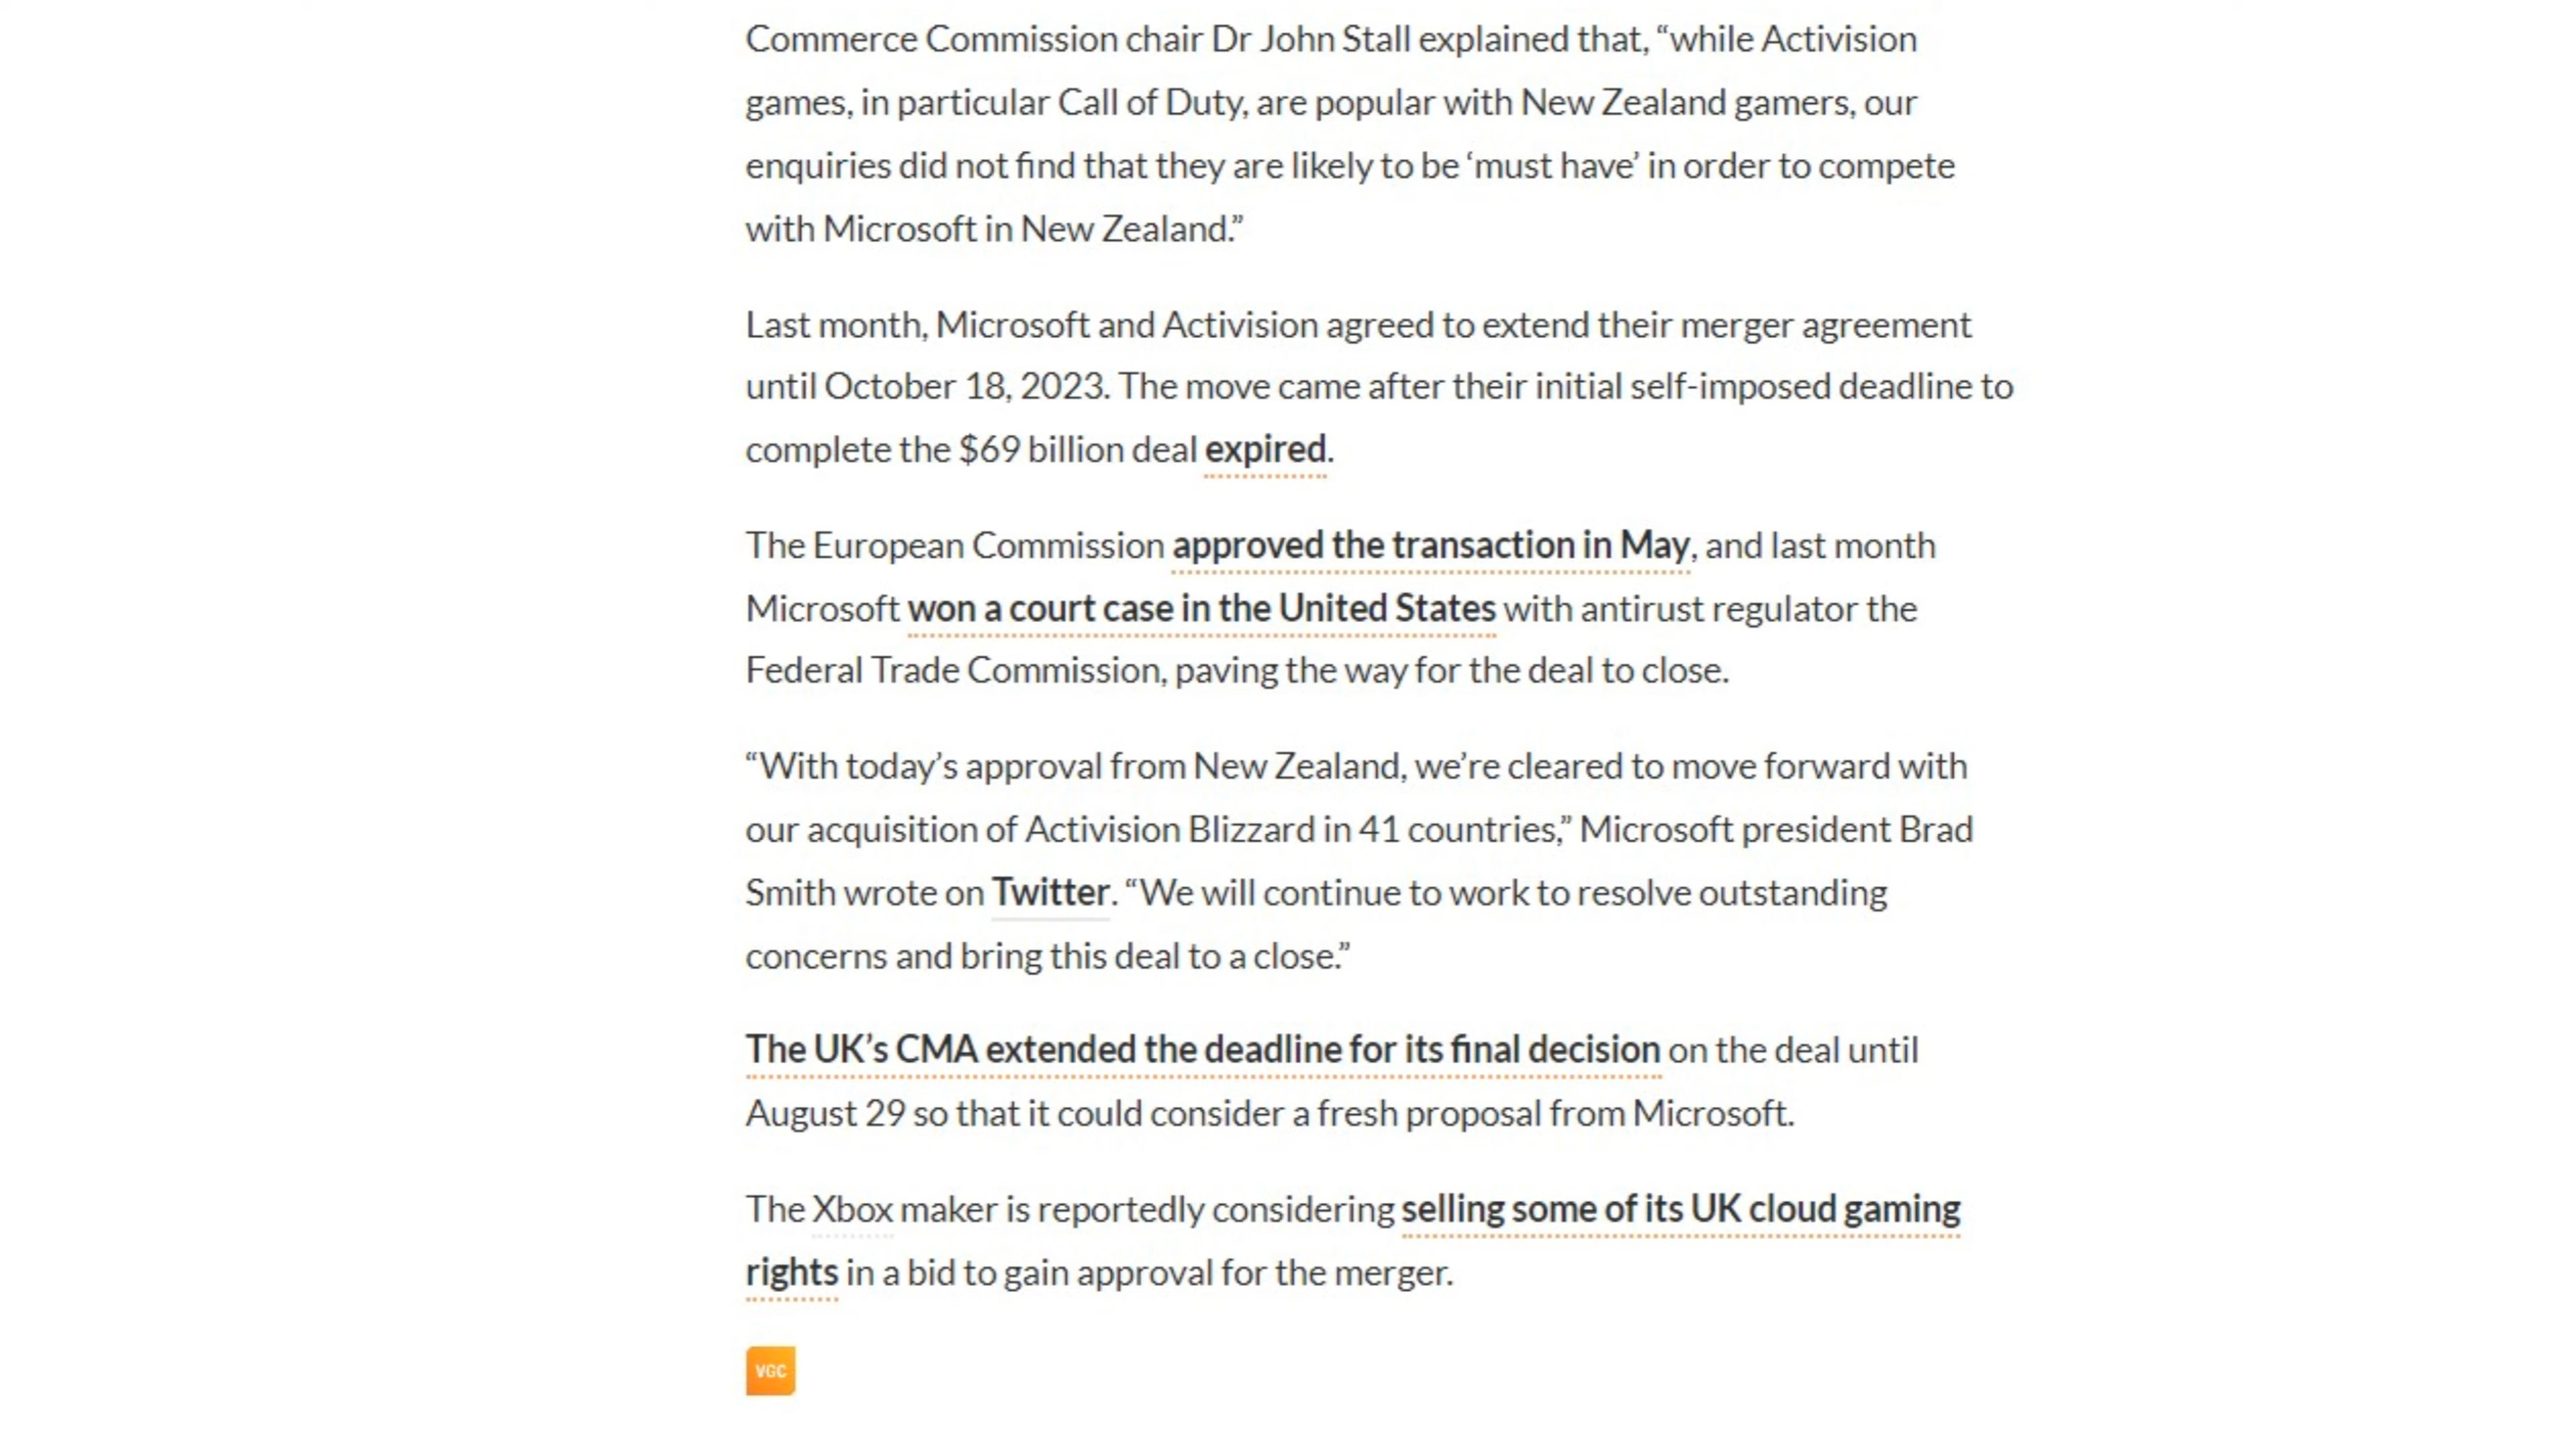 Commerce Commission chair Dr John Stall explained that, “while Activision
games, in particular Call of Duty, are popular with New Zealand gamers, our
enquiries did not find that they are likely to be ‘must have’ in order to compete
with Microsoft in New Zealand.”
Last month, Microsoft and Activision agreed to extend their merger agreement
until October 18, 2023. The move came after their initial self-imposed deadline to
complete the $69 billion deal expired.
The European Commission approved the transaction in May, and last month
Microsoft won a court case in the United States with antirust regulator the
Federal Trade Commission, paving the way for the deal to close.
“With today’s approval from New Zealand, we’re cleared to move forward with
our acquisition of Activision Blizzard in 41 countries,” Microsoft president Brad
Smith wrote on Twitter. “We will continue to work to resolve outstanding
concerns and bring this deal to a close.”
The UK’s CMA extended the deadline for its final decision on the deal until
August 29 so that it could consider a fresh proposal from Microsoft.
The Xbox maker is reportedly considering selling some of its UK cloud gaming
rights in a bid to gain approval for the merger.
VGC